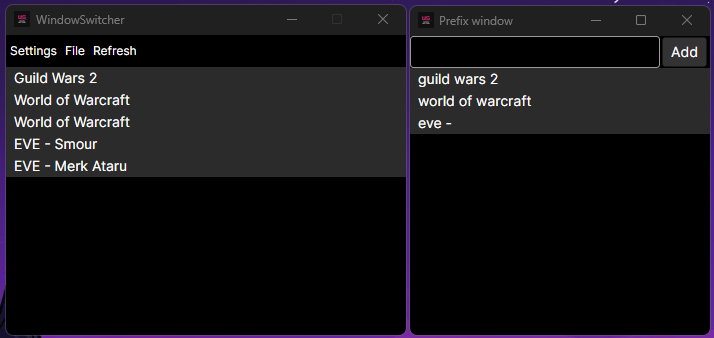 WindowSwitcher
Settings File Refresh
Guild Wars 2
World of Warcraft
World of Warcraft
EVE - Smour
EVE - Merk Ataru
Prefix window
Add
guild wars 2
world of warcraft
eve -